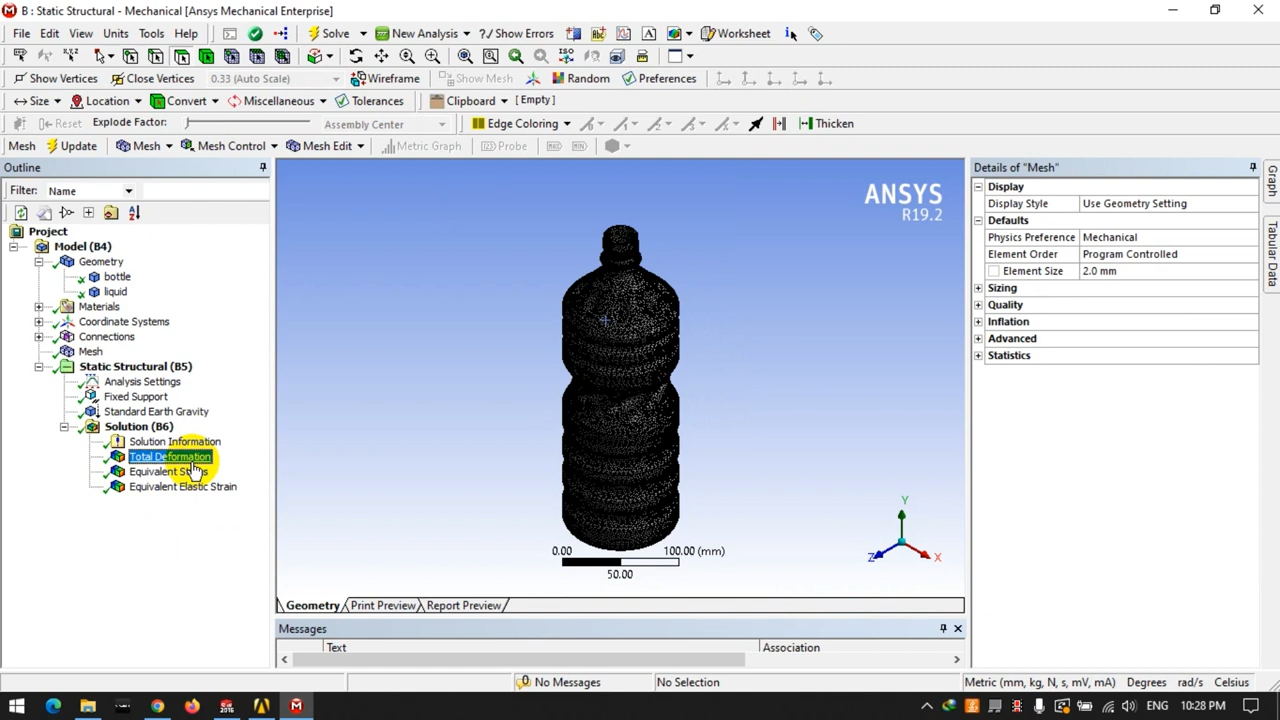 B : Static Structural - Mechanical [Ansys Mechanical Enterprise]
File Edit View Units Tools Help Solve New Analysis ?/ Show Errors Worksheet
Show Vertices Close Vertices 0.33 (Auto Scale) Wireframe Show Mesh Random Preferences
Size Location Convert Miscellaneous Tolerances Clipboard [ Empty]
Reset Explode Factor: Assembly Center Edge Coloring Thicken
Mesh Update Mesh Mesh Control Mesh Edit Metric Graph Probe
Outline
Filter: Name
Project
Model (B4)
Geometry
bottle
liquid
Materials
Coordinate Systems
Connections
Mesh
Static Structural (B5)
Analysis Settings
Fixed Support
Standard Earth Gravity
Solution (B6)
Solution Information
Total Deformation
Equivalent
Equivalent Elastic Strain
ANSYS
R19.2
0.00 100.00 (mm)
50.00
Y
Z X
Geometry Print Preview Report Preview
Messages
Text Association
Details of "Mesh"
Display
Display Style Use Geometry Setting
Defaults
Physics Preference Mechanical
Element Order Program Controlled
Element Size 2.0 mm
Sizing
Quality
Inflation
Advanced
Statistics
Graph
Tabular Data
No Messages No Selection Metric (mm, kg, N, s, mV, mA) Degrees rad/s Celsius
ENG 10:28 PM